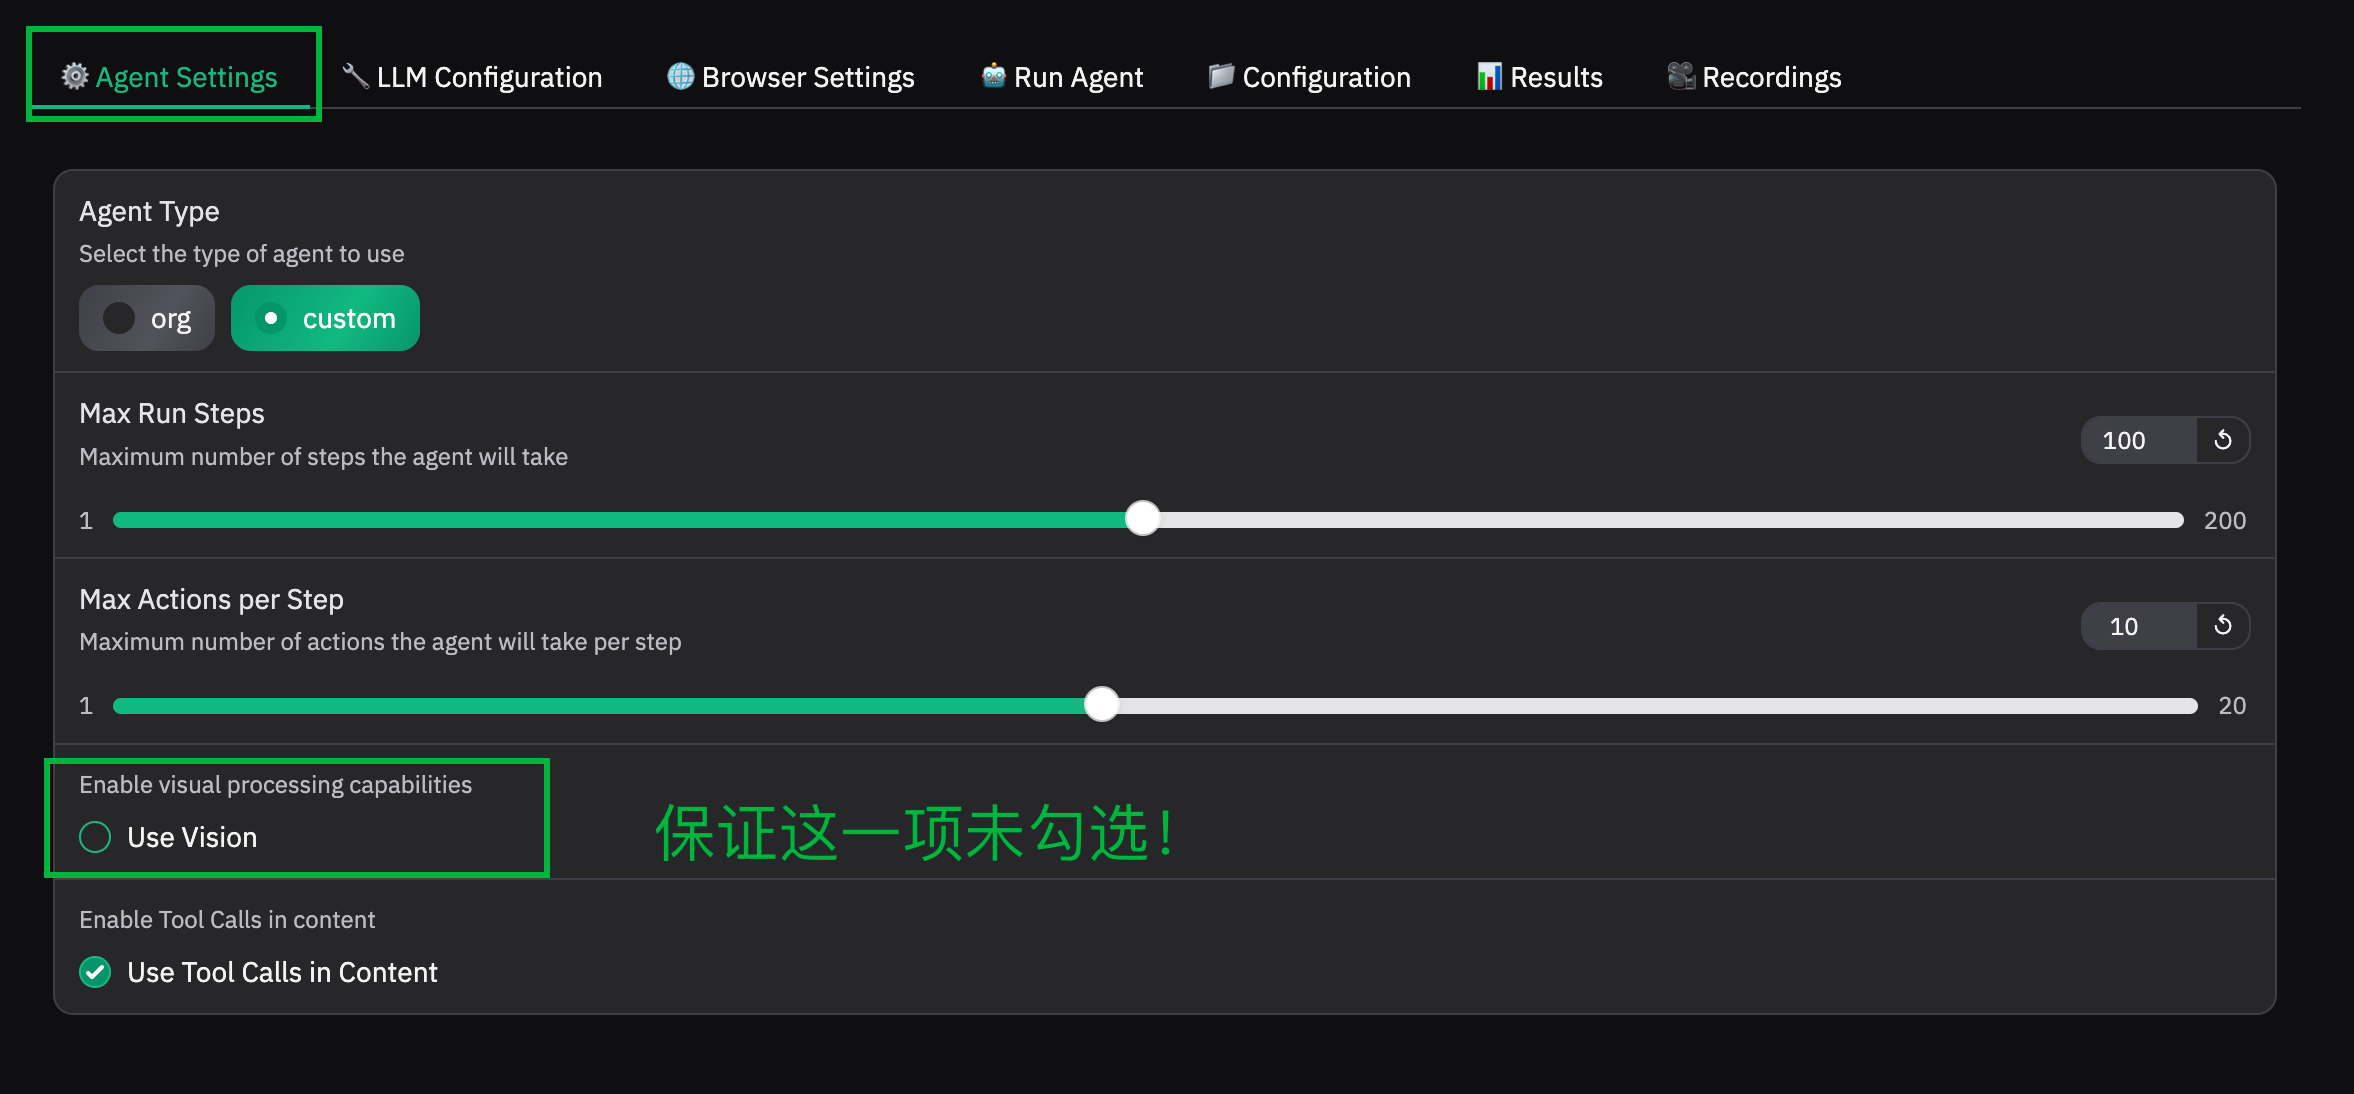 Agent Settings
LLM Configuration
Browser Settings
Run Agent
Configuration
Results
Recordings
Agent Type
Select the type of agent to use
org
custom
Max Run Steps
Maximum number of steps the agent will take
100
1
200
Max Actions per Step
Maximum number of actions the agent will take per step
10
1
20
Enable visual processing capabilities
Use Vision
保证这一项未勾选!
Enable Tool Calls in content
Use Tool Calls in Content